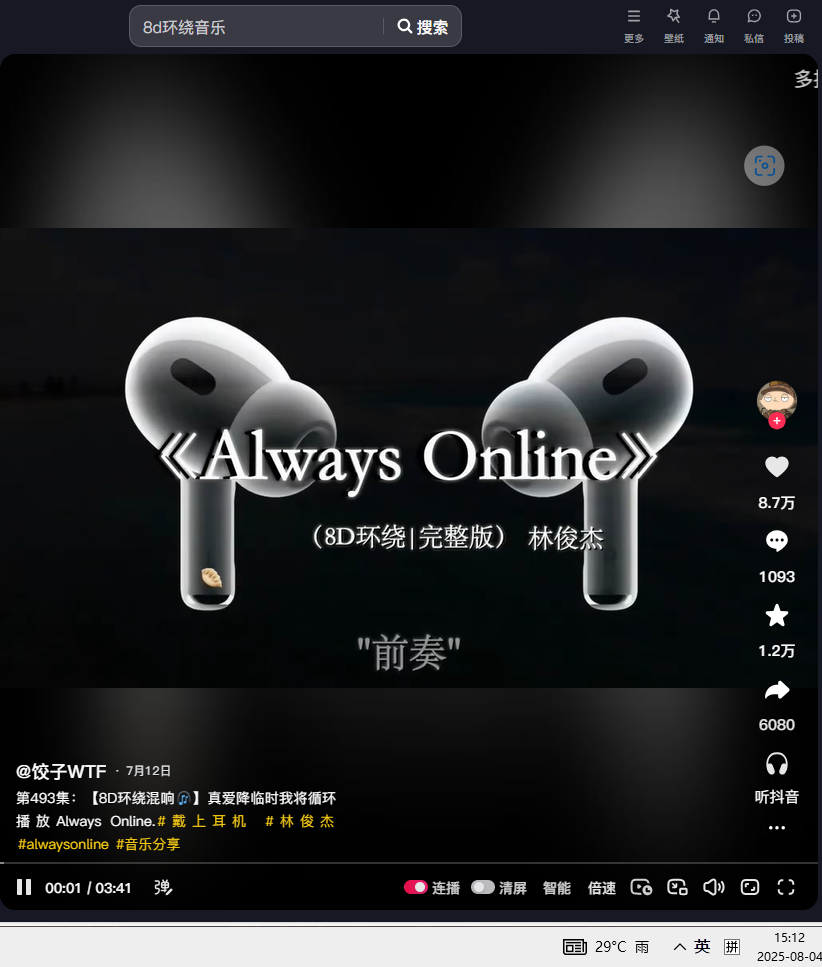 8d环绕音乐
搜索
更多 壁纸 通知 私信 投稿
《Always Online》
（8D环绕|完整版） 林俊杰
"前奏"
8.7万
1093
1.2万
6080
听抖音
@饺子WTF · 7月12日
第493集：【8D环绕混响🎧】真爱降临时我将循环
播放 Always Online.#戴上耳机 #林俊杰
#alwaysonline #音乐分享
00:01 / 03:41 弹 连播 清屏 智能 倍速
29°C 雨 英 拼 15:12
2025-08-04